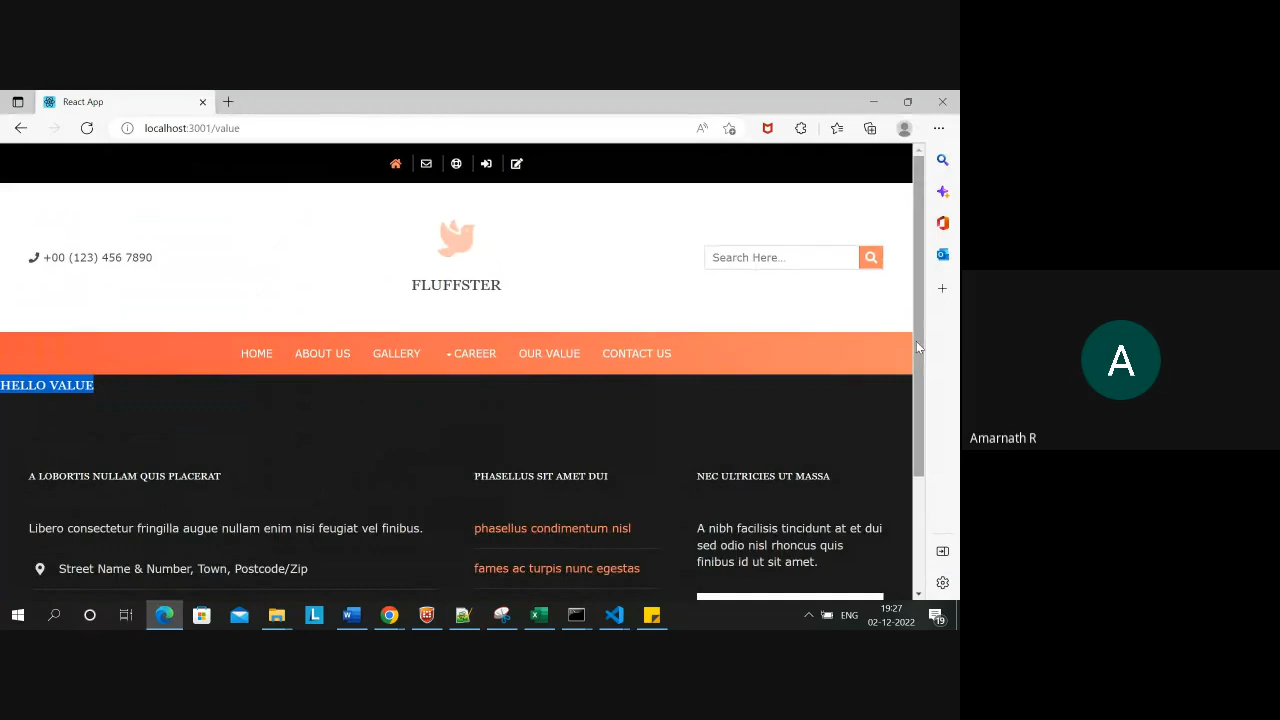 React App
localhost:3001/value
+00 (123) 456 7890
FLUFFSTER
Search Here...
HOME ABOUT US GALLERY CAREER OUR VALUE CONTACT US
HELLO VALUE
A LOBORTIS NULLAM QUIS PLACERAT
Libero consectetur fringilla augue nullam enim nisi feugiat vel finibus.
Street Name & Number, Town, Postcode/Zip
PHASELLUS SIT AMET DUI
phasellus condimentum nisl
fames ac turpis nunc egestas
NEC ULTRICIES UT MASSA
A nibh facilisis tincidunt at et dui
sed odio nisl rhoncus quis
finibus id ut sit amet.
L
ENG
19:27
02-12-2022
19
A
Amarnath R